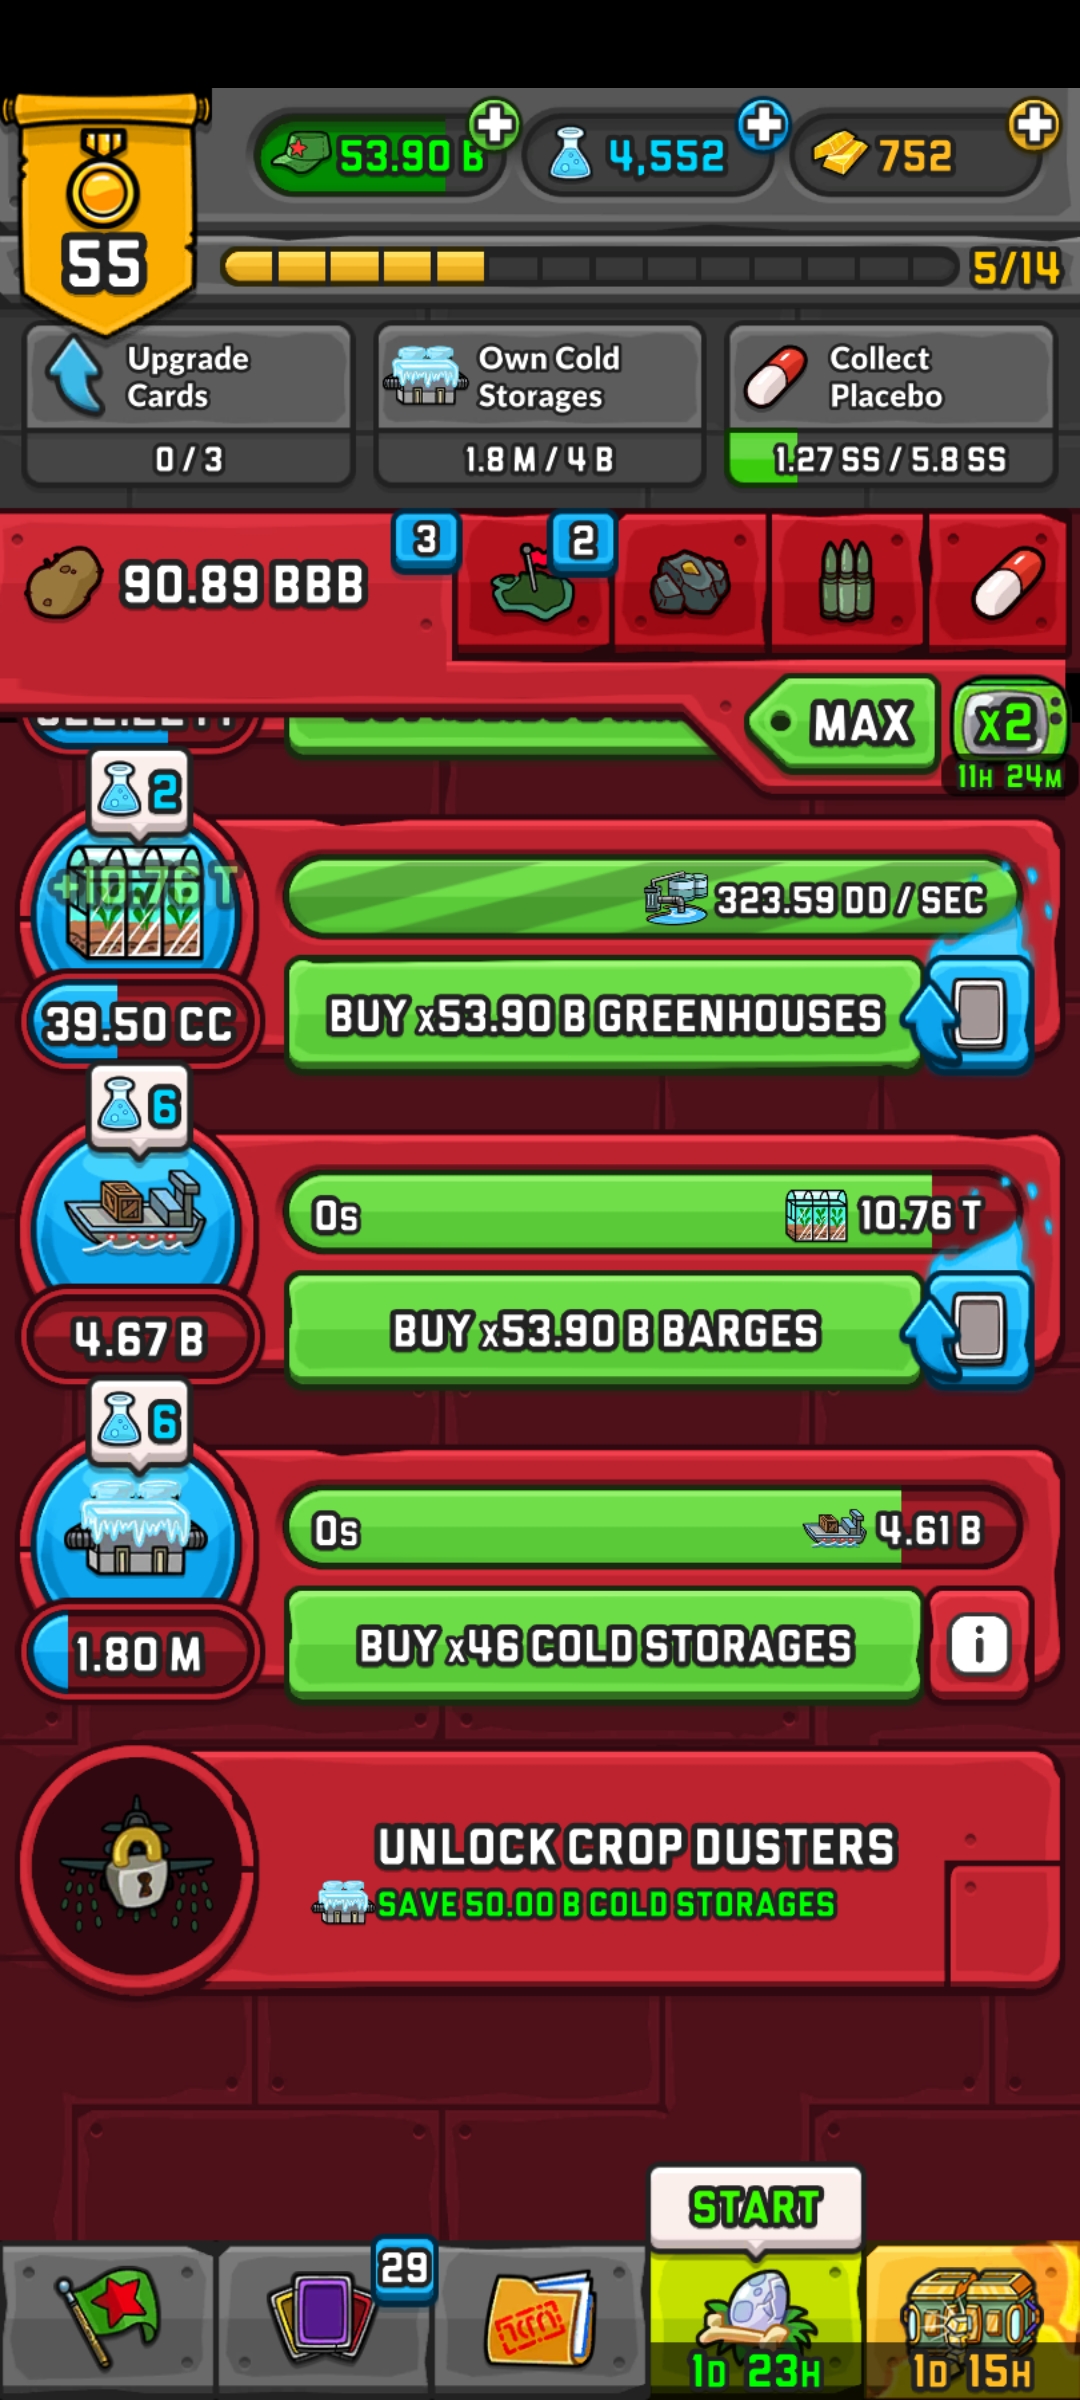 55
53.90 B
4,552
752
5/14
Upgrade
Cards
0 / 3
Own Cold
Storages
1.8 M / 4 B
Collect
Placebo
1.27 SS / 5.8 SS
90.89 BBB
3
2
MAX
x2
11H 24M
2
+10.76 T
323.59 DD / SEC
39.50 CC
BUY x53.90 B GREENHOUSES
6
0s
10.76 T
4.67 B
BUY x53.90 B BARGES
6
0s
4.61 B
1.80 M
BUY x46 COLD STORAGES
i
UNLOCK CROP DUSTERS
SAVE 50.00 B COLD STORAGES
START
29
1D 23H
1D 15H